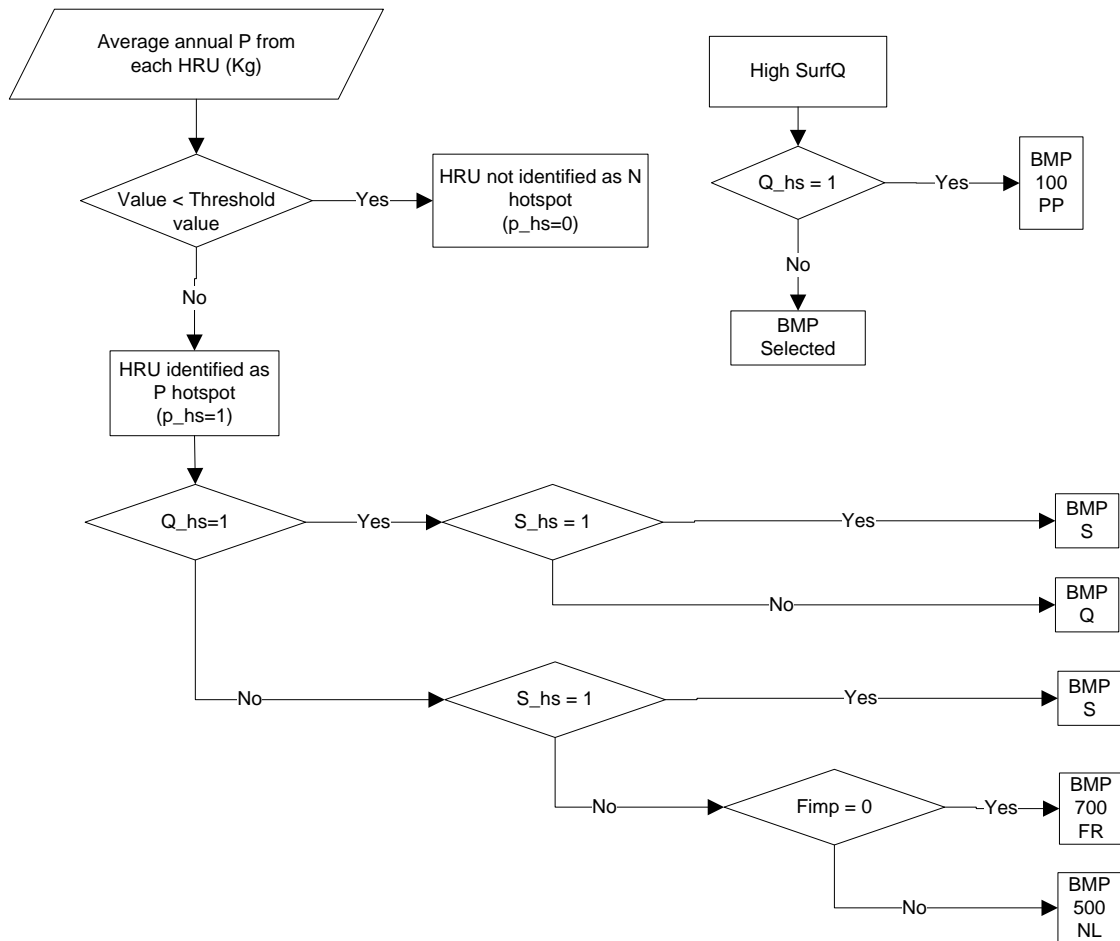 Average annual P from
each HRU (Kg)
Value < Threshold
value
Yes
HRU not identified as N
hotspot
(p_hs=0)
No
HRU identified as
P hotspot
(p_hs=1)
Q_hs=1
Yes
S_hs = 1
Yes
BMP
S
No
BMP
Q
No
S_hs = 1
Yes
BMP
S
No
Fimp = 0
Yes
BMP
700
FR
No
BMP
500
NL
High SurfQ
Q_hs = 1
Yes
BMP
100
PP
No
BMP
Selected